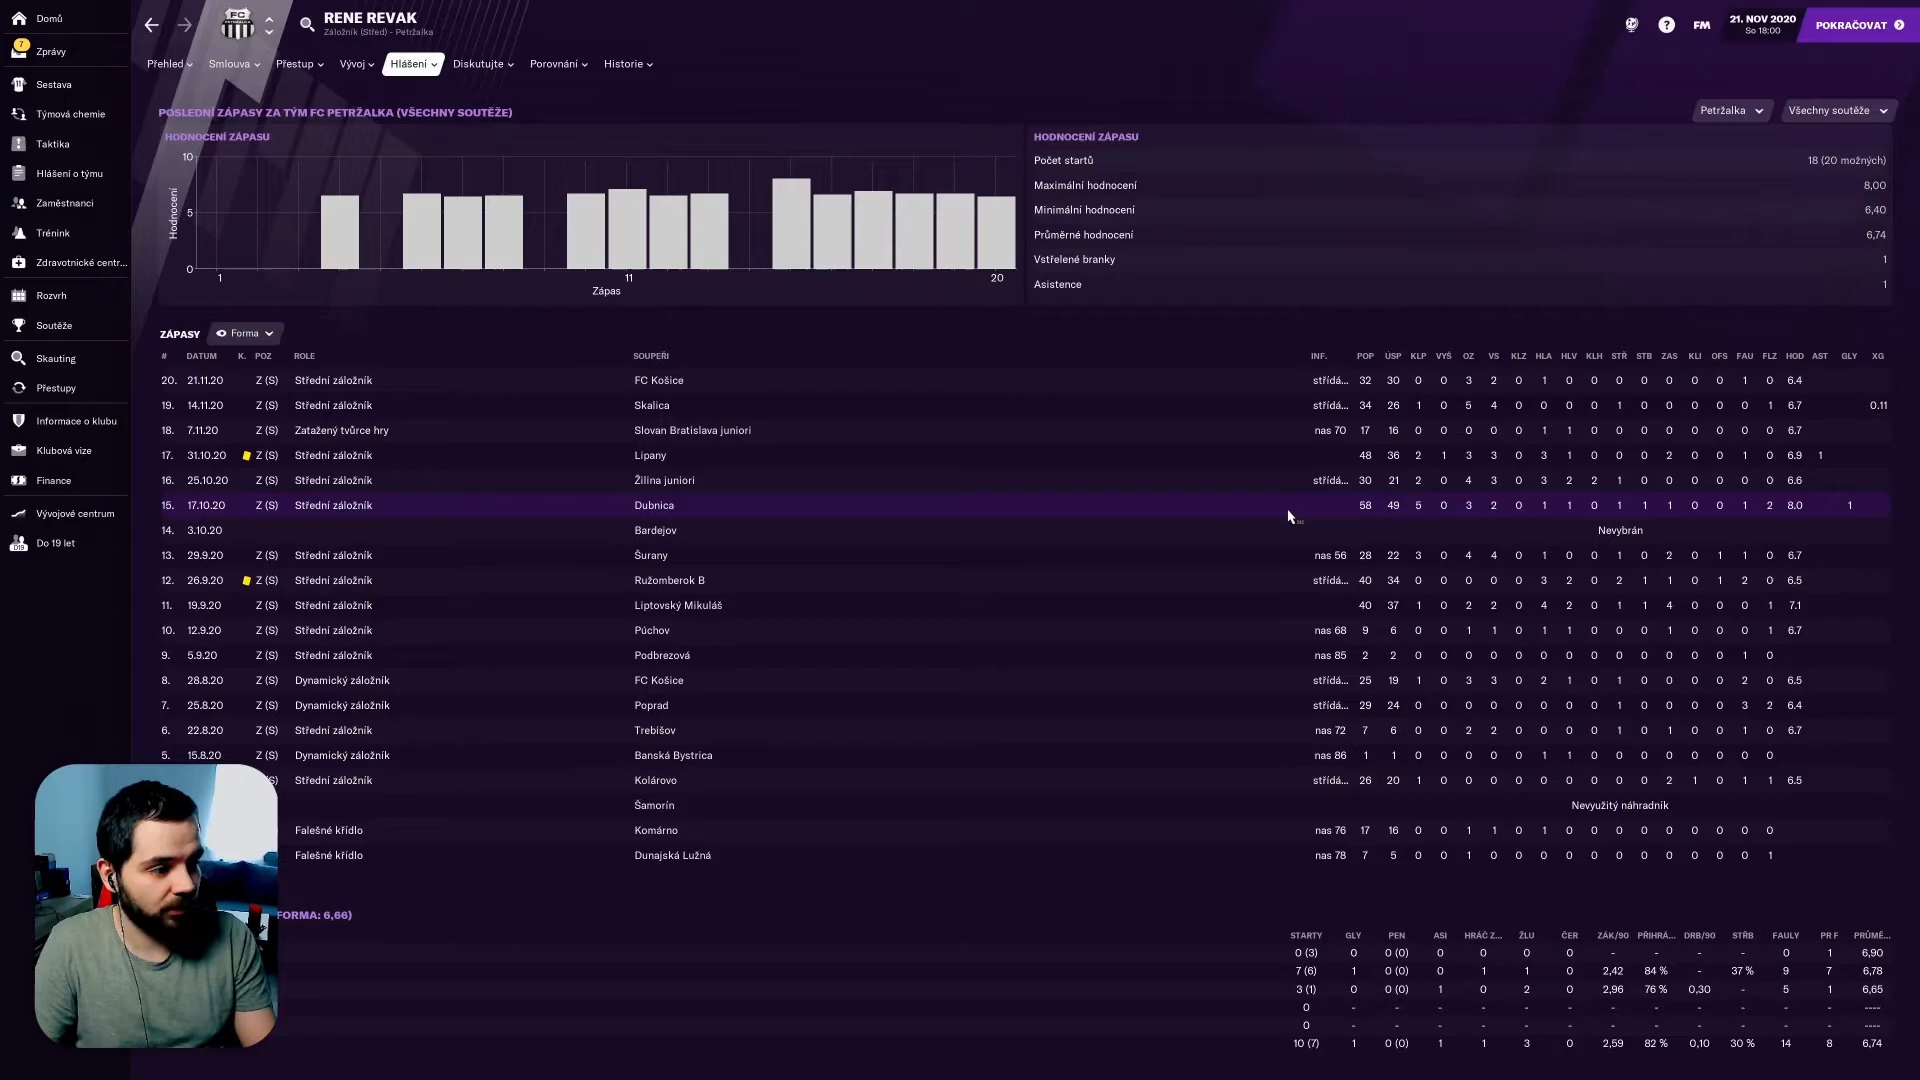 Domů
7
Zprávy
Sestava
Týmová chemie
Taktika
Hlášení o týmu
Zaměstnanci
Trénink
Zdravotnické centr...
Rozvrh
Soutěže
Skauting
Přestupy
Informace o klubu
Klubová vize
Finance
Vývojové centrum
Do 19 let
RENE REVAK
Záložník (Střed) - Petržalka
FM
21. NOV 2020
So 18:00
POKRAČOVAT
Přehled Smlouva Přestup Vývoj Hlášení Diskutujte Porovnání Historie
POSLEDNÍ ZÁPASY ZA TÝM FC PETRŽALKA (VŠECHNY SOUTĚŽE)
Petržalka Všechny soutěže
HODNOCENÍ ZÁPASU
10
5
0
Hodnocení
1 11 20
Zápas
HODNOCENÍ ZÁPASU
Počet startů 18 (20 možných)
Maximální hodnocení 8,00
Minimální hodnocení 6,40
Průměrné hodnocení 6,74
Vstřelené branky 1
Asistence 1
ZÁPASY Forma
# DATUM K. POZ ROLE SOUPEŘI INF. POP ÚSP KLP VYŠ OZ VS KLZ HLA HLV KLH STŘ STB ZAS KLI OFS FAU FLZ HOD AST GLY XG
20. 21.11.20 Z (S) Střední záložník FC Košice střídá... 32 30 0 0 3 2 0 1 0 0 0 0 0 0 0 1 0 6.4
19. 14.11.20 Z (S) Střední záložník Skalica střídá... 34 26 1 0 5 4 0 0 0 0 1 0 0 0 0 0 1 6.7 0.11
18. 7.11.20 Z (S) Zatažený tvůrce hry Slovan Bratislava juniori nas 70 17 16 0 0 0 0 0 1 1 0 0 0 0 0 0 0 0 6.7
17. 31.10.20 Z (S) Střední záložník Lipany 48 36 2 1 3 3 0 3 1 0 0 0 2 0 0 1 0 6.9 1
16. 25.10.20 Z (S) Střední záložník Žilina juniori střídá... 30 21 2 0 4 3 0 3 2 2 1 0 0 0 0 0 0 6.6
15. 17.10.20 Z (S) Střední záložník Dubnica 58 49 5 0 3 2 0 1 1 0 1 1 1 0 0 1 2 8.0 1
14. 3.10.20 Bardejov Nevybrán
13. 29.9.20 Z (S) Střední záložník Šurany nas 56 28 22 3 0 4 4 0 1 0 0 1 0 2 0 1 1 0 6.7
12. 26.9.20 Z (S) Střední záložník Ružomberok B střídá... 40 34 0 0 0 0 0 3 2 0 2 1 1 0 1 2 0 6.5
11. 19.9.20 Z (S) Střední záložník Liptovský Mikuláš 40 37 1 0 2 2 0 4 2 0 1 1 4 0 0 0 1 7.1
10. 12.9.20 Z (S) Střední záložník Púchov nas 68 9 6 0 0 1 1 0 1 1 0 0 0 1 0 0 0 1 6.7
9. 5.9.20 Z (S) Střední záložník Podbrezová nas 85 2 2 0 0 0 0 0 0 0 0 0 0 0 0 0 1 0
8. 28.8.20 Z (S) Dynamický záložník FC Košice střídá... 25 19 1 0 3 3 0 2 1 0 1 0 0 0 0 2 0 6.5
7. 25.8.20 Z (S) Dynamický záložník Poprad střídá... 29 24 0 0 0 0 0 0 0 0 1 0 0 0 0 3 2 6.4
6. 22.8.20 Z (S) Střední záložník Trebišov nas 72 7 6 0 0 2 2 0 0 0 0 1 0 1 0 0 1 0 6.7
5. 15.8.20 Z (S) Dynamický záložník Banská Bystrica nas 86 1 1 0 0 0 0 0 1 1 0 0 0 0 0 0 0 0
S) Střední záložník Kolárovo střídá... 26 20 1 0 0 0 0 0 0 0 0 0 2 1 0 1 1 6.5
Šamorín Nevyužitý náhradník
Falešné křídlo Komárno nas 76 17 16 0 0 1 1 0 1 0 0 0 0 0 0 0 0 0
Falešné křídlo Dunajská Lužná nas 78 7 5 0 0 1 0 0 0 0 0 0 0 0 0 0 0 1
FORMA: 6,66)
STARTY GLY PEN ASI HRÁČ Z... ŽLU ČER ZÁK/90 PŘIHRÁ... DRB/90 STŘB FAULY PR F PRŮMĚ...
0 (3) 0 0 (0) 0 0 0 0 - - - - 0 1 6,90
7 (6) 1 0 (0) 0 1 1 0 2,42 84 % - 37 % 9 7 6,78
3 (1) 0 0 (0) 1 0 2 0 2,96 76 % 0,30 - 5 1 6,65
0 - - - - - - - - - - - - ----
0 - - - - - - - - - - - - ----
10 (7) 1 0 (0) 1 1 3 0 2,59 82 % 0,10 30 % 14 8 6,74